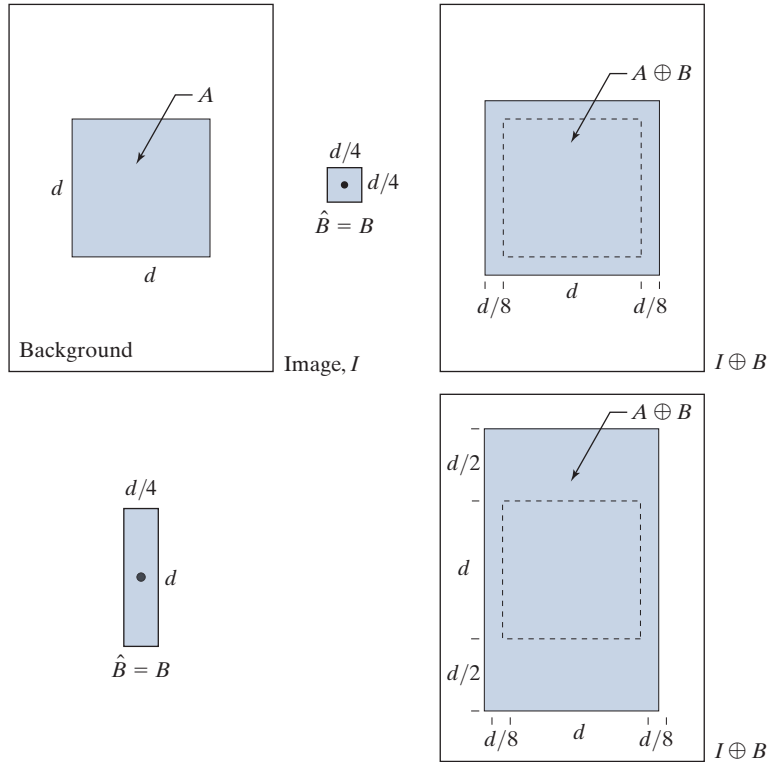 A
d
d
Background
Image, I
d/4
d/4
B̂ = B
A ⊕ B
d/8
d
d/8
I ⊕ B
d/4
d
B̂ = B
A ⊕ B
d/2
d
d/2
d/8
d
d/8
I ⊕ B